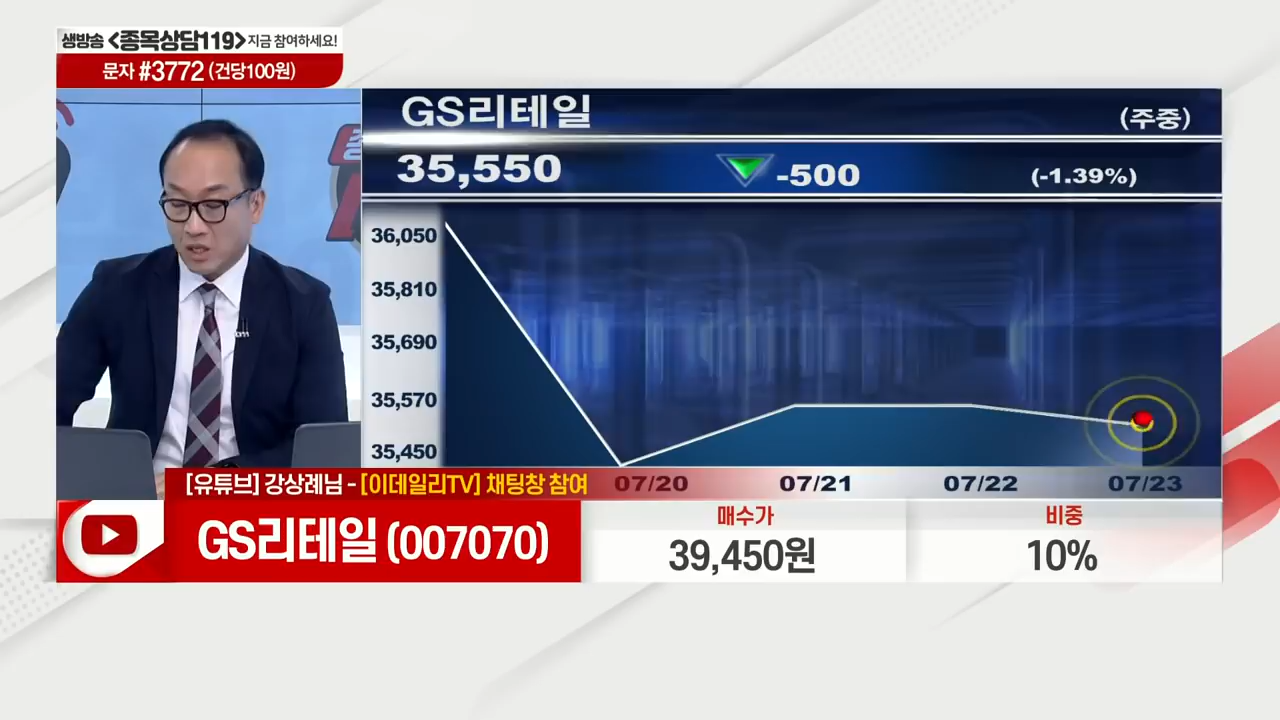 생방송 <종목상담119> 지금 참여하세요!
문자 #3772 (건당100원)
GS리테일 (주중)
35,550 -500 (-1.39%)
36,050
35,810
35,690
35,570
35,450
07/20 07/21 07/22 07/23
[유튜브] 강상례님 - [이데일리TV] 채팅창 참여
GS리테일 (007070)
매수가 비중
39,450원 10%